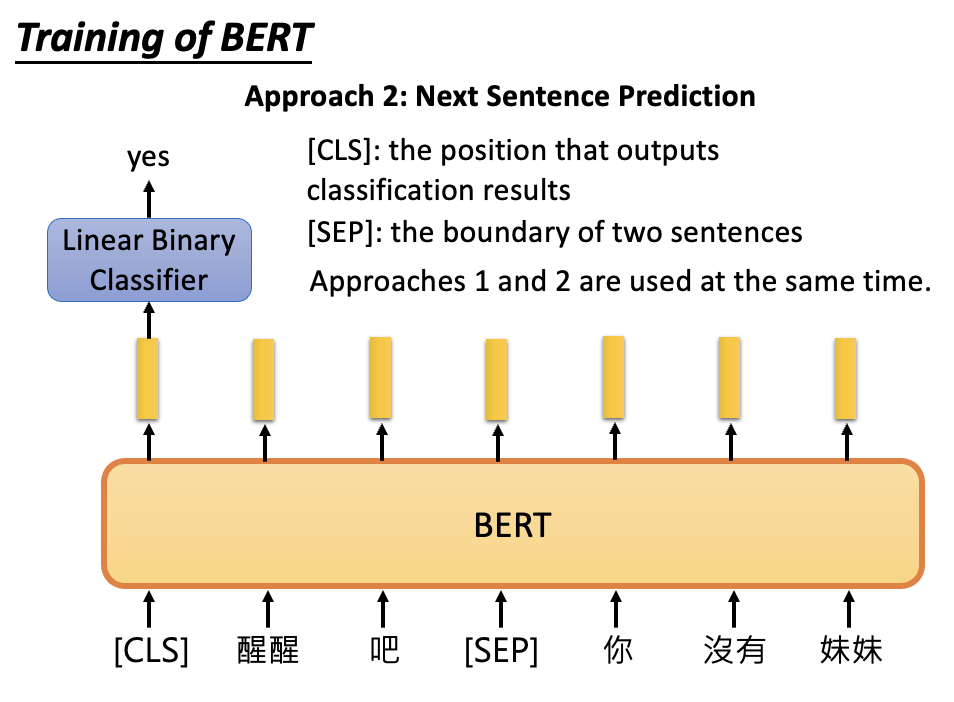 Training of BERT
Approach 2: Next Sentence Prediction
yes
[CLS]: the position that outputs
classification results
[SEP]: the boundary of two sentences
Approaches 1 and 2 are used at the same time.
Linear Binary
Classifier
BERT
[CLS] 醒醒 吧 [SEP] 你 沒有 妹妹